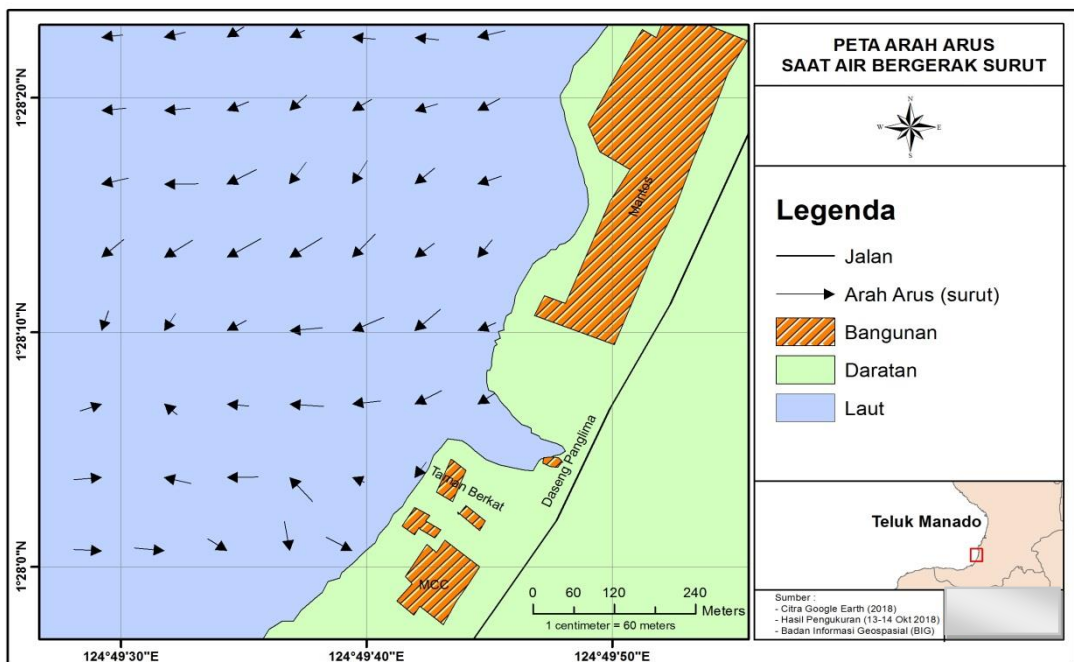 PETA ARAH ARUS
SAAT AIR BERGERAK SURUT
N
W
E
S
Legenda
Jalan
Arah Arus (surut)
Bangunan
Daratan
Laut
Teluk Manado
Sumber :
- Citra Google Earth (2018)
- Hasil Pengukuran (13-14 Okt 2018)
- Badan Informasi Geospasial (BIG)
1°28'20"N
1°28'10"N
1°28'0"N
Mantos
Daseng Panglima
Taman Berkat
MCC
0 60 120 180 240
Meters
1 centimeter = 60 meters
124°49'30"E
124°49'40"E
124°49'50"E